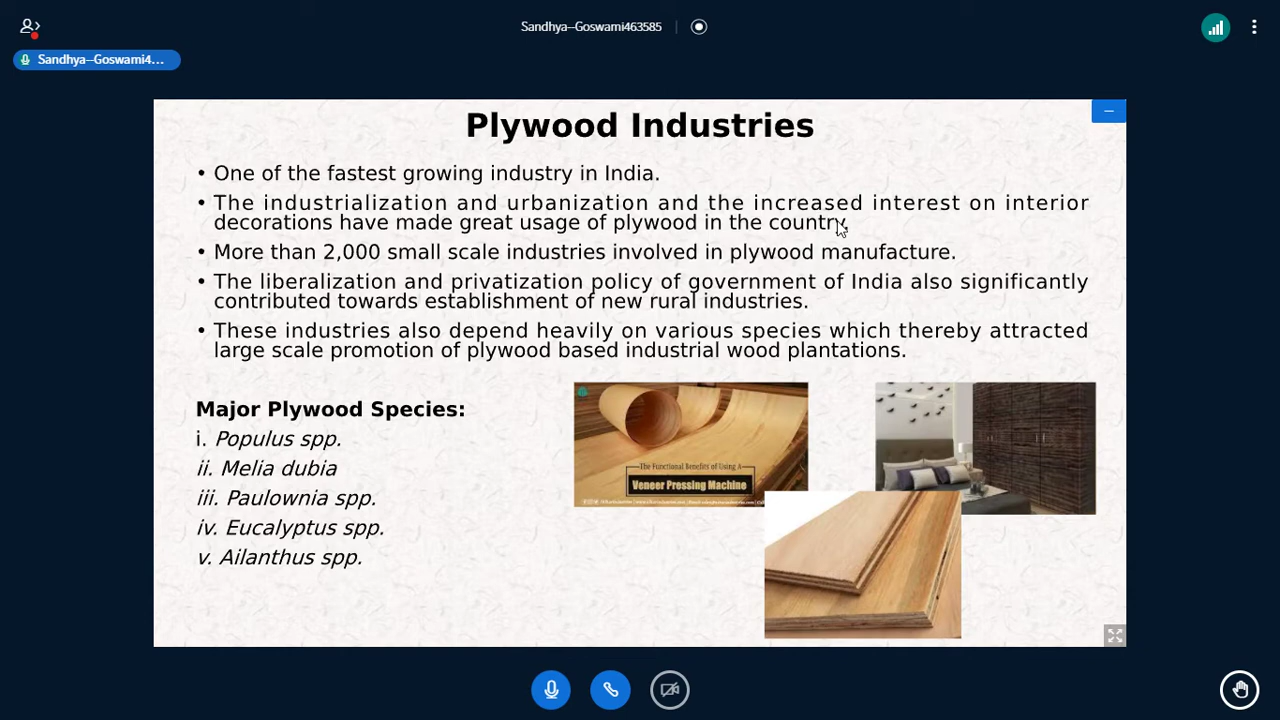 Sandhya--Goswami463585
Sandhya--Goswami4...
Plywood Industries
• One of the fastest growing industry in India.
• The industrialization and urbanization and the increased interest on interior
decorations have made great usage of plywood in the country.
• More than 2,000 small scale industries involved in plywood manufacture.
• The liberalization and privatization policy of government of India also significantly
contributed towards establishment of new rural industries.
• These industries also depend heavily on various species which thereby attracted
large scale promotion of plywood based industrial wood plantations.
Major Plywood Species:
i. Populus spp.
ii. Melia dubia
iii. Paulownia spp.
iv. Eucalyptus spp.
v. Ailanthus spp.
The Functional Benefits of Using A
Veneer Pressing Machine